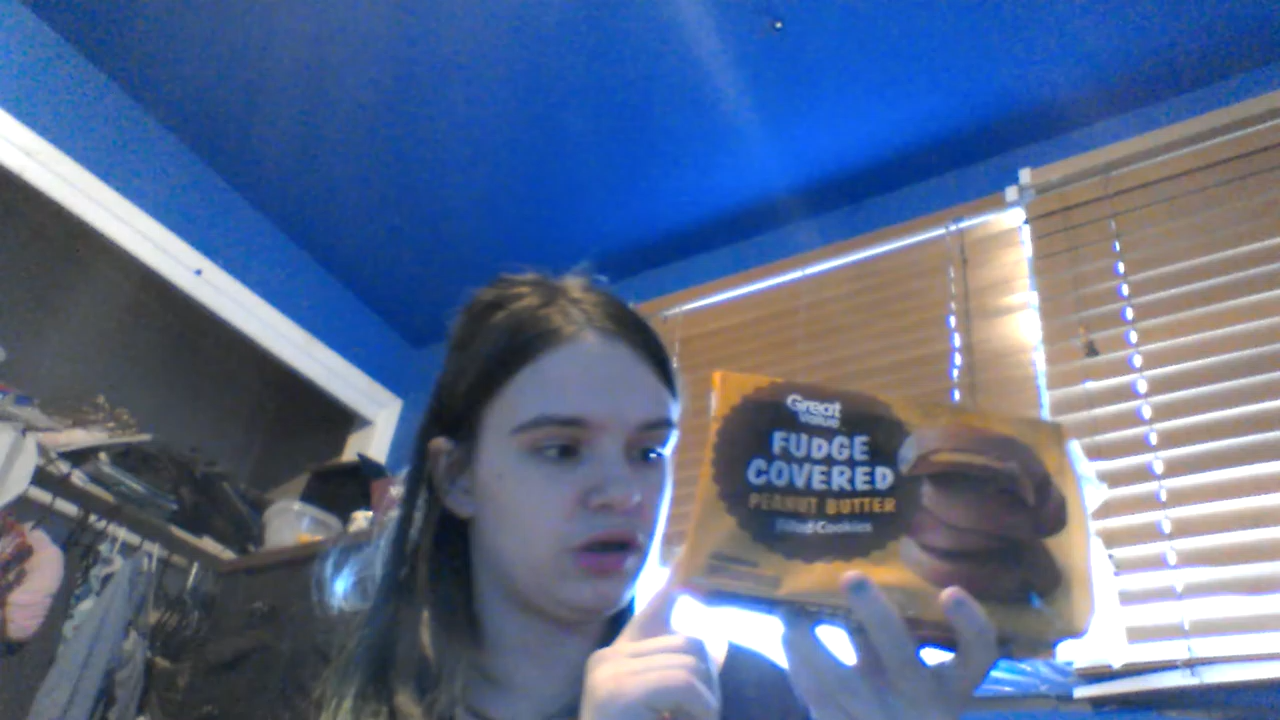 Great
Value
FUDGE
COVERED
PEANUT BUTTER
Filled Cookies